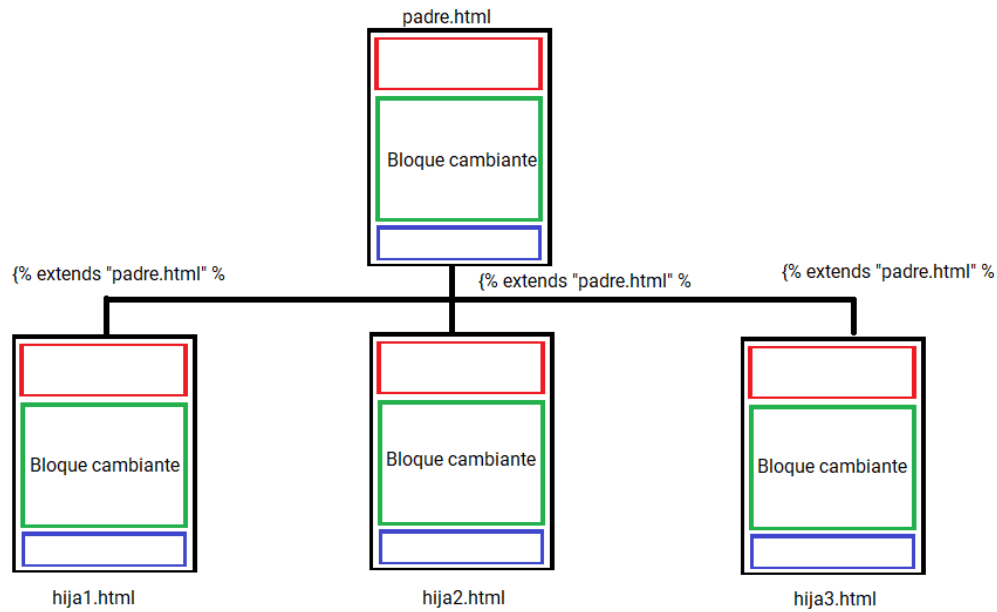 padre.html
Bloque cambiante
{% extends "padre.html" %
{% extends "padre.html" %
{% extends "padre.html" %
Bloque cambiante
Bloque cambiante
Bloque cambiante
hija1.html
hija2.html
hija3.html